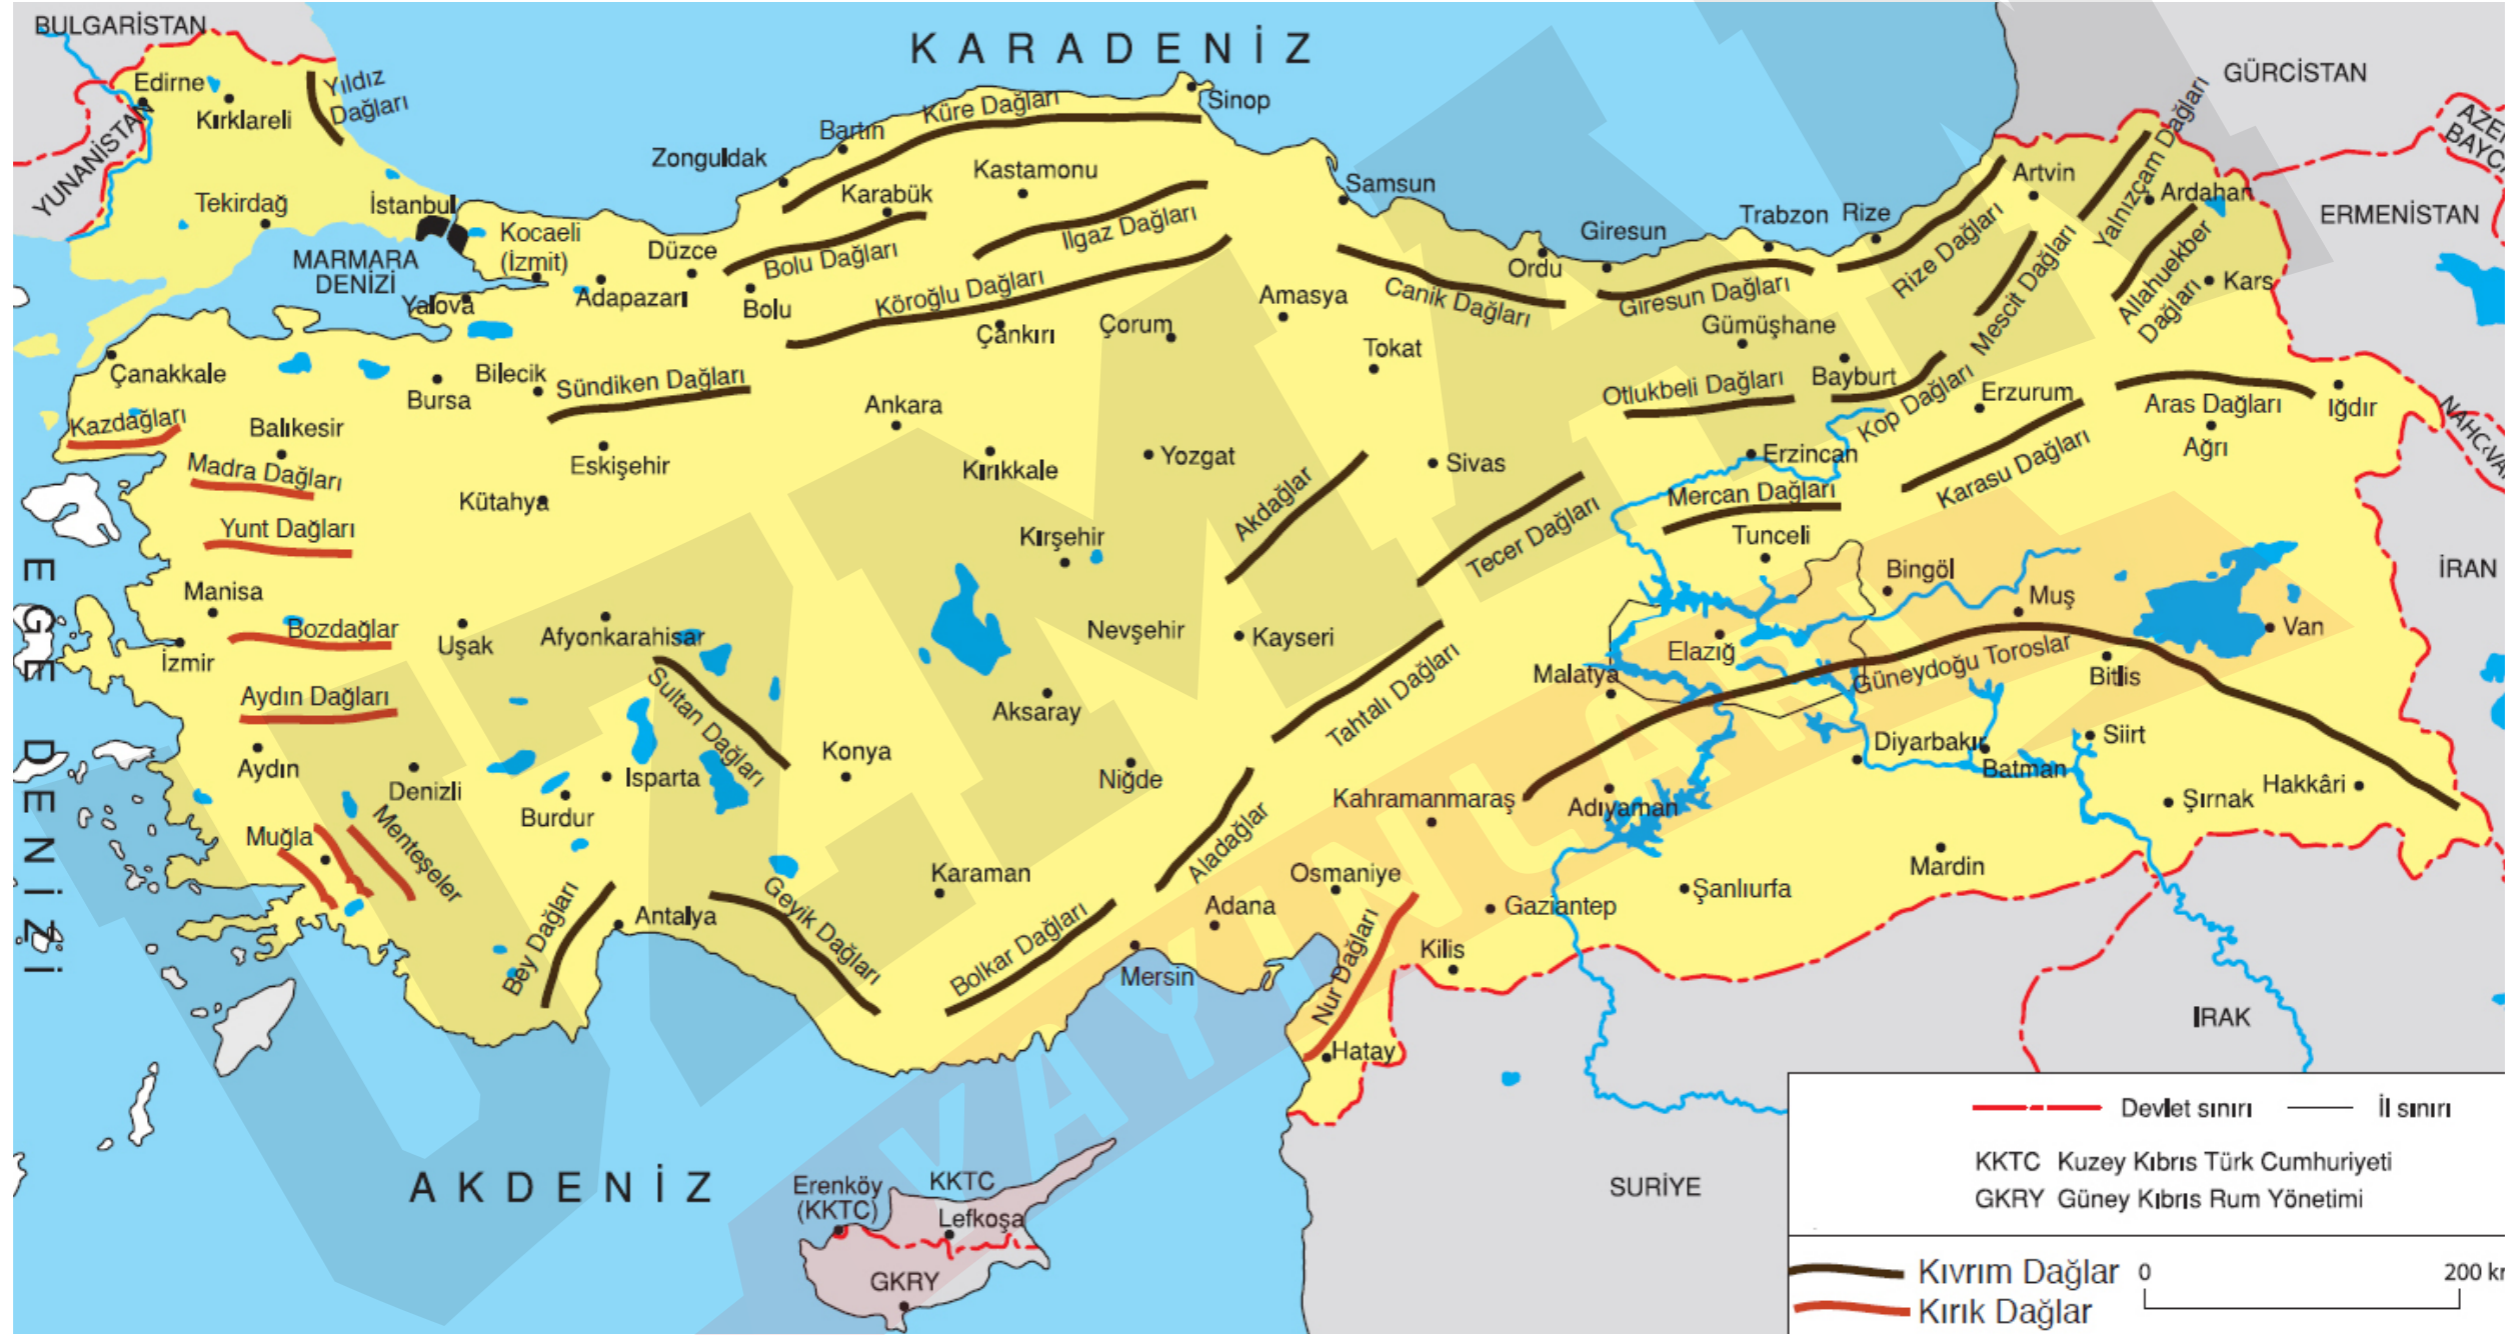 BULGARİSTAN
KARADENİZ
GÜRCİSTAN
Edirne
Kırklareli
Yıldız
Dağları
YUNANİSTAN
Küre Dağları
Sinop
Bartın
Zonguldak
Kastamonu
Karabük
Tekirdağ
İstanbul
Kocaeli
(İzmit)
Düzce
MARMARA
DENİZİ
Yalova
Adapazarı
Bolu
Bolu Dağları
Ilgaz Dağları
Köroğlu Dağları
Çankırı
Çorum
Samsun
Amasya
Tokat
Ordu
Canik Dağları
Giresun
Giresun Dağları
Trabzon
Rize
Rize Dağları
Artvin
Yalnızçam Dağları
Ardahan
ERMENİSTAN
Mescit Dağları
Allahuekber
Dağları
Kars
Gümüşhane
Bayburt
Otlukbeli Dağları
Kop Dağları
Erzurum
Aras Dağları
Iğdır
Ağrı
Çanakkale
Bursa
Bilecik
Sündiken Dağları
Ankara
Kazdağları
Balıkesir
Madra Dağları
Eskişehir
Kırıkkale
Yozgat
Sivas
Erzincan
Karasu Dağları
Kütahya
Yunt Dağları
Kırşehir
Akdağlar
Tecer Dağları
Mercan Dağları
Tunceli
Bingöl
Muş
İRAN
EGE DENİZİ
Manisa
Bozdağlar
İzmir
Uşak
Afyonkarahisar
Nevşehir
Kayseri
Elazığ
Güneydoğu Toroslar
Van
Bitlis
Aydın Dağları
Sultan Dağları
Aksaray
Tahtalı Dağları
Malatya
Aydın
Denizli
Isparta
Konya
Niğde
Diyarbakır
Batman
Siirt
Burdur
Kahramanmaraş
Adıyaman
Şırnak
Hakkâri
Muğla
Menteşeler
Aladağlar
Karaman
Osmaniye
Mardin
Bey Dağları
Antalya
Geyik Dağları
Bolkar Dağları
Adana
Gaziantep
Şanlıurfa
Mersin
Nur Dağları
Kilis
Hatay
IRAK
SURİYE
AKDENİZ
Erenköy
(KKTC)
KKTC
Lefkoşa
GKRY
Devlet sınırı
İl sınırı
KKTC Kuzey Kıbrıs Türk Cumhuriyeti
GKRY Güney Kıbrıs Rum Yönetimi
Kıvrım Dağlar
Kırık Dağlar
0
200
YAYINLARI